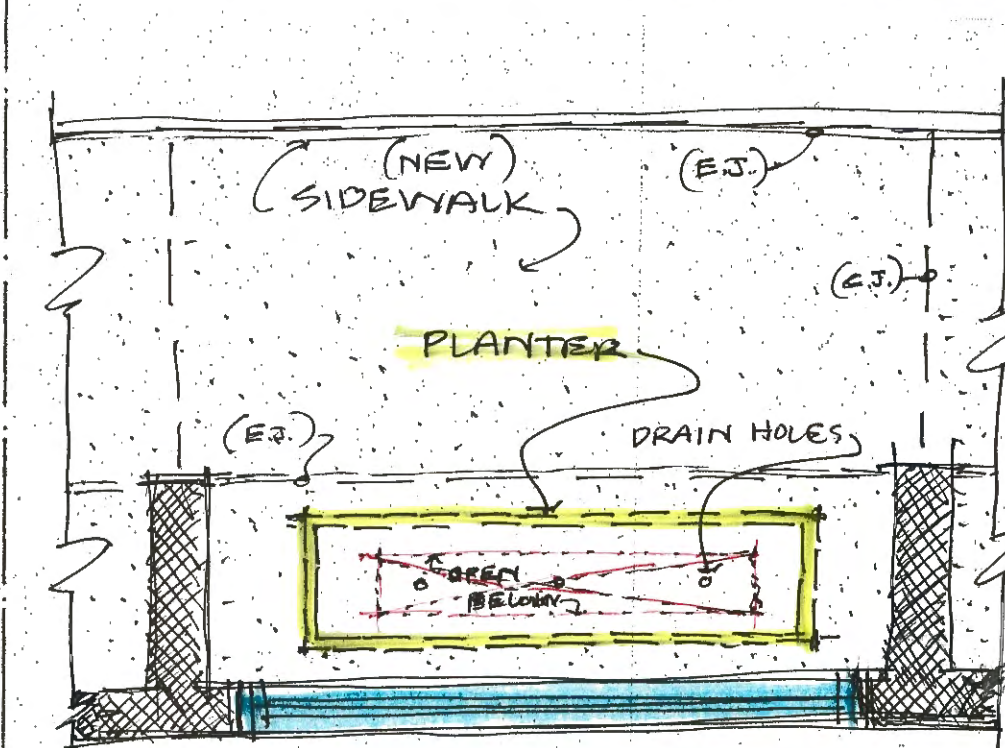 (NEW)
SIDEWALK
(E.J.)
(C.J.)
PLANTER
(E.J.)
DRAIN HOLES
OPEN
BELOW